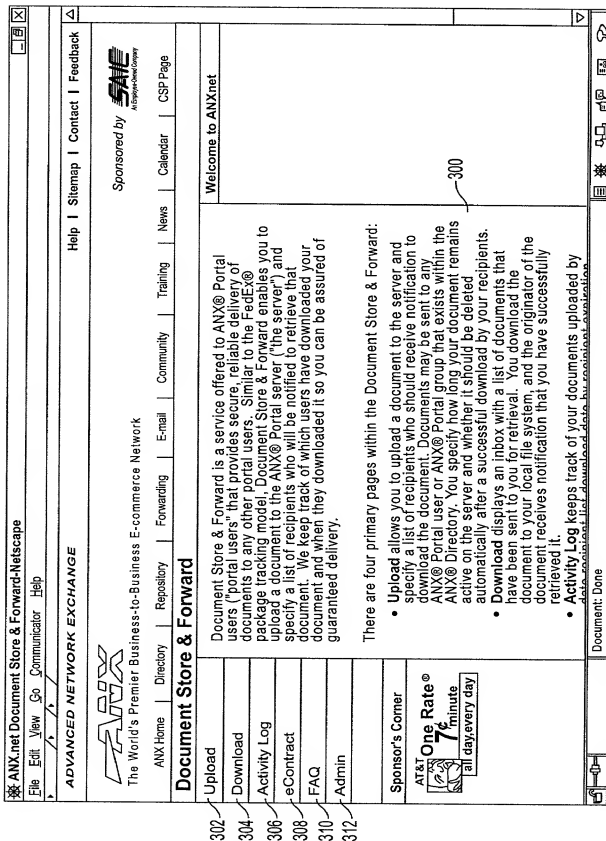 ANX.net Document Store & Forward-Netscape
File Edit View Go Communicator Help
ADVANCED NETWORK EXCHANGE
Help | Sitemap | Contact | Feedback
ANX
The World's Premier Business-to-Business E-commerce Network
Sponsored by SAIC
An Employee-Owned Company
ANX Home | Directory | Repository | Forwarding | E-mail | Community | Training | News | Calendar | CSP Page
Document Store & Forward
302 Upload
304 Download
306 Activity Log
308 eContract
310 FAQ
312 Admin
Sponsor's Corner
AT&T
One Rate®
7¢ minute
all day, every day
Document Store & Forward is a service offered to ANX® Portal
users ("portal users" that provides secure, reliable delivery of
documents to any other portal users. Similar to the FedEx®
package tracking model, Document Store & Forward enables you to
upload a document to the ANX® Portal server ("the server") and
specify a list of recipients who will be notified to retrieve that
document. We keep track of which users have downloaded your
document and when they downloaded it so you can be assured of
guaranteed delivery.
There are four primary pages within the Document Store & Forward:
• Upload allows you to upload a document to the server and
specify a list of recipients who should receive notification to
download the document. Documents may be sent to any
ANX® Portal user or ANX® Portal group that exists within the
ANX® Directory. You specify how long your document remains
active on the server and whether it should be deleted
automatically after a successful download by your recipients.
• Download displays an inbox with a list of documents that
have been sent to you for retrieval. You download the
document to your local file system, and the originator of the
document receives notification that you have successfully
retrieved it.
• Activity Log keeps track of your documents uploaded by
date recipient list download date by recipient expiration
Welcome to ANXnet
300
Document: Done